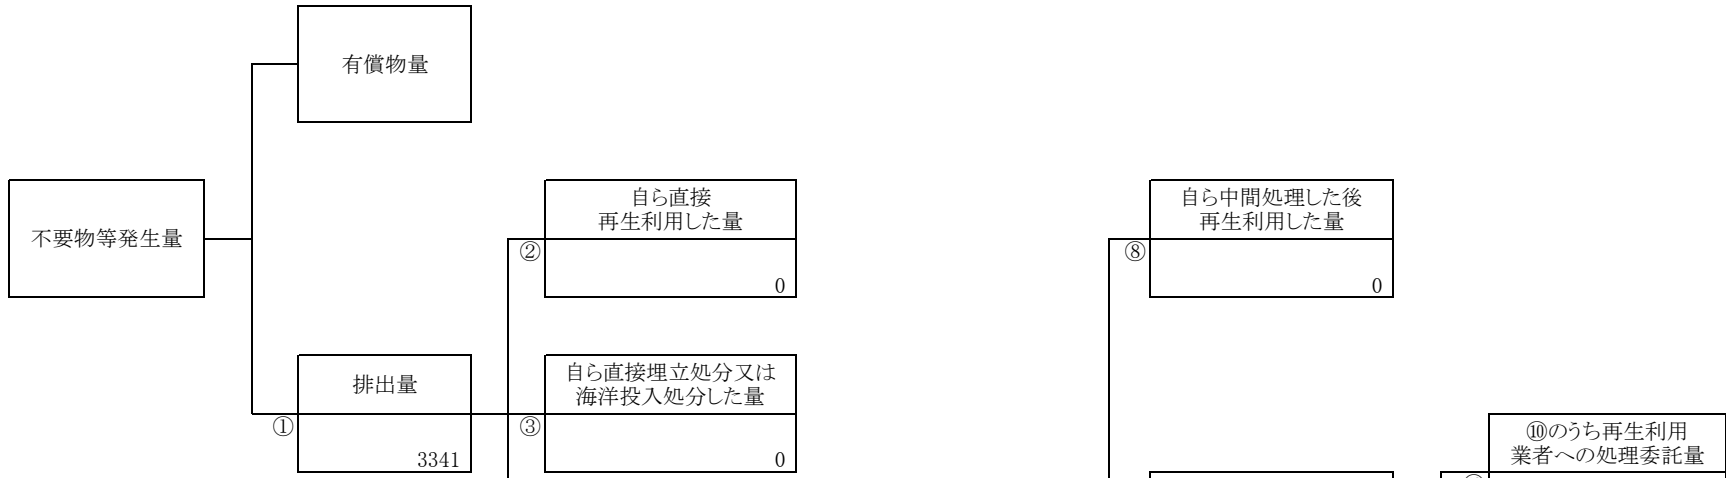 有償物量
不要物等発生量
自ら直接
再生利用した量
②
0
自ら中間処理した後
再生利用した量
⑧
0
排出量
①
3341
自ら直接埋立処分又は
海洋投入処分した量
③
0
⑩のうち再生利用
業者への処理委託量